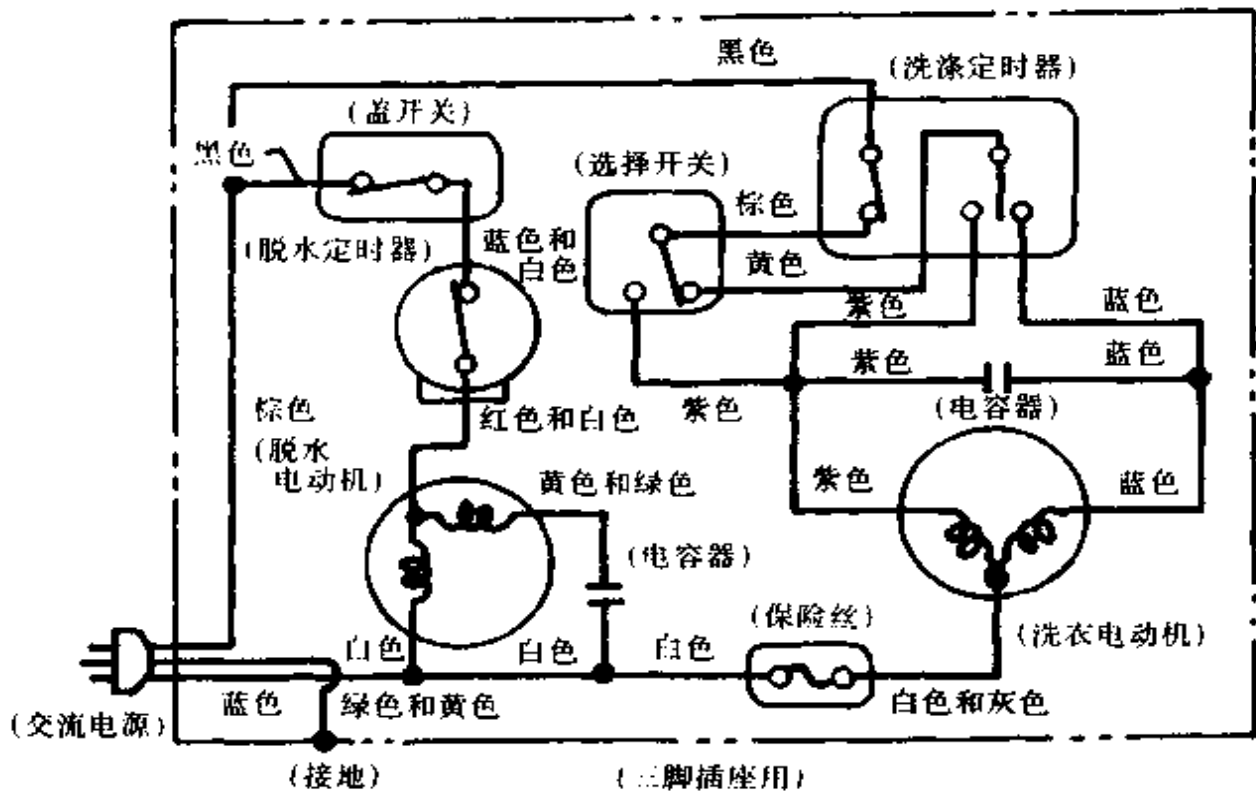 黑色
(洗涤定时器)
(盖开关)
黑色
(选择开关)
棕色
(脱水定时器)
蓝色和
白色
黄色
紫色
蓝色
紫色
蓝色
棕色
红色和白色
紫色
(电容器)
(脱水
电动机)
黄色和绿色
紫色
蓝色
(电容器)
(保险丝)
(洗衣电动机)
白色
白色
白色
蓝色
绿色和黄色
白色和灰色
(交流电源)
(接地)
(三脚插座用)